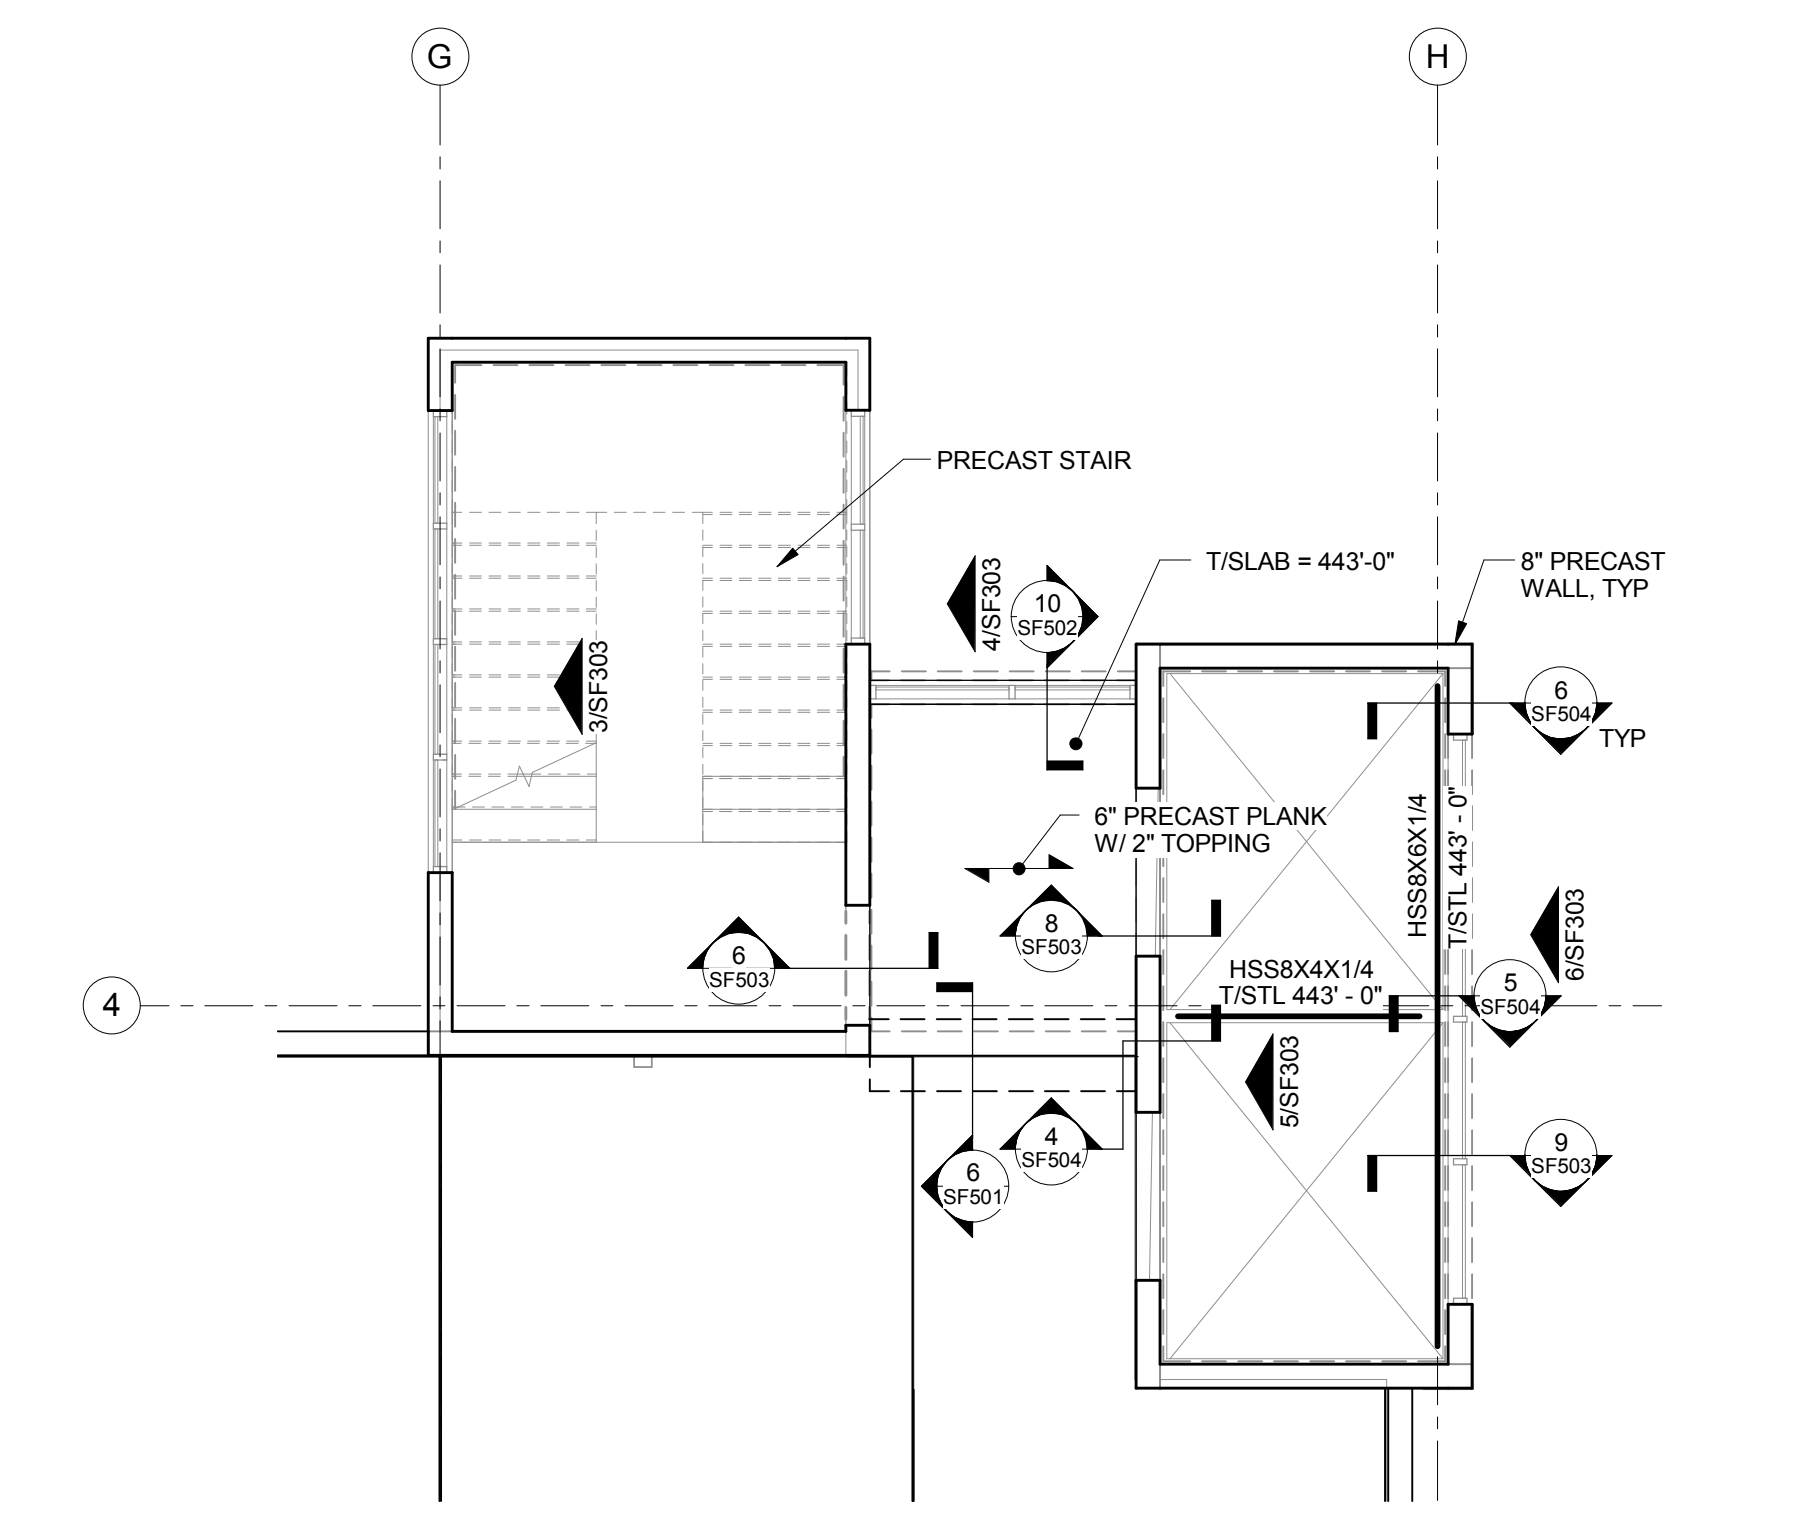 G
H
PRECAST STAIR
T/SLAB = 443'-0"
8" PRECAST
WALL, TYP
4/SF303
10
SF502
3/SF303
6
SF504
TYP
6" PRECAST PLANK
W/ 2" TOPPING
HSS8X6X1/4
T/STL 443' - 0"
8
SF503
6
SF503
6/SF303
HSS8X4X1/4
T/STL 443' - 0"
5
SF504
4
5/SF303
4
SF504
9
SF503
6
SF501